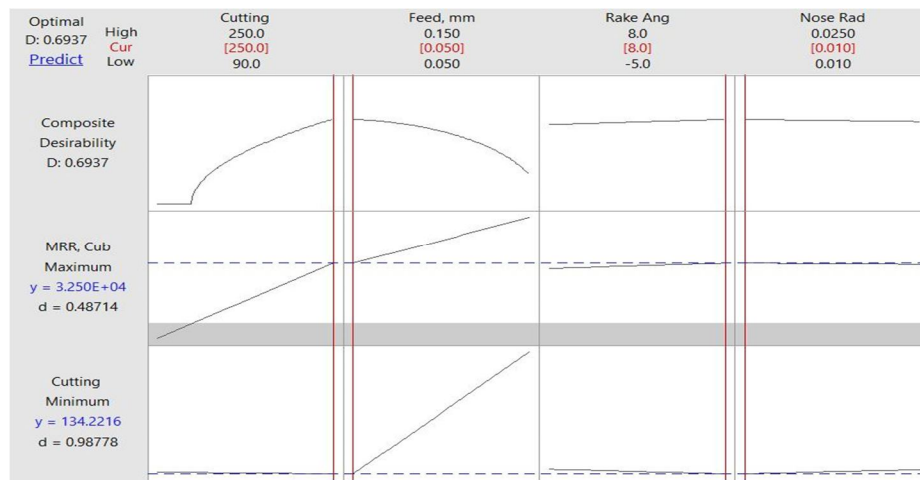 Optimal
D: 0.6937
Predict
High
Cur
Low
Cutting
250.0
[250.0]
90.0
Feed, mm
0.150
[0.050]
0.050
Rake Ang
8.0
[8.0]
-5.0
Nose Rad
0.0250
[0.010]
0.010
Composite
Desirability
D: 0.6937
MRR, Cub
Maximum
y = 3.250E+04
d = 0.48714
Cutting
Minimum
y = 134.2216
d = 0.98778